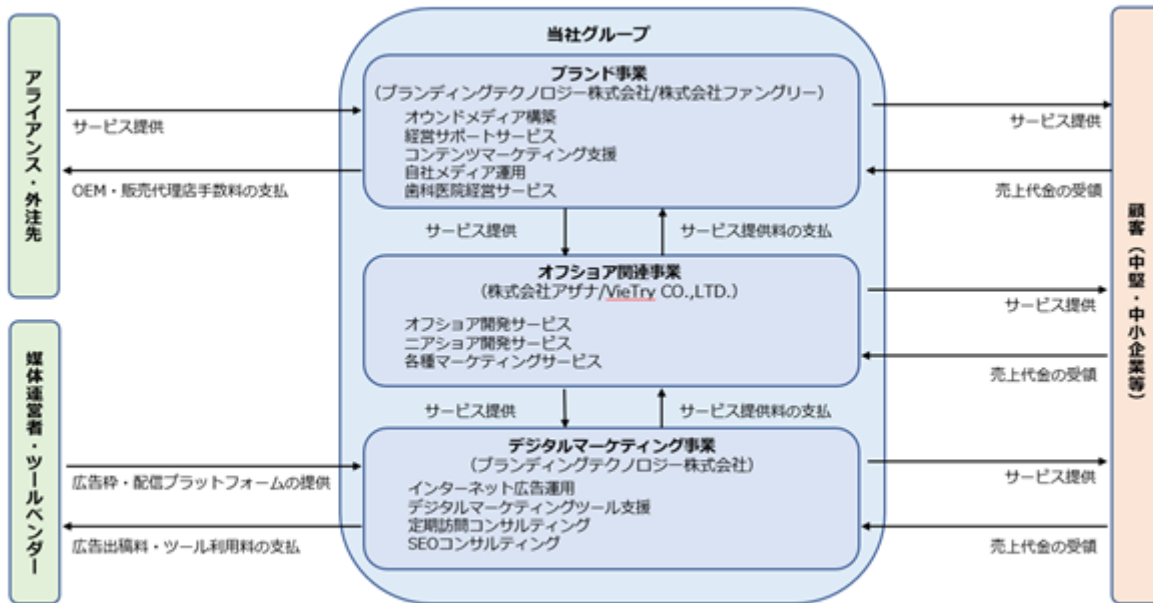 当社グループ
アライアンス・外注先
サービス提供
OEM・販売代理店手数料の支払
ブランド事業
(ブランディングテクノロジー株式会社/株式会社ファングリー)
オウンドメディア構築
経営サポートサービス
コンテンツマーケティング支援
自社メディア運用
歯科医院経営サービス
サービス提供
売上代金の受領
顧客(中堅・中小企業等)
サービス提供
サービス提供料の支払
オフショア関連事業
(株式会社アザナ/VieTry CO.,LTD.)
オフショア開発サービス
ニアショア開発サービス
各種マーケティングサービス
サービス提供
売上代金の受領
サービス提供
サービス提供料の支払
媒体運営者・ツールベンダー
広告枠・配信プラットフォームの提供
広告出稿料・ツール利用料の支払
デジタルマーケティング事業
(ブランディングテクノロジー株式会社)
インターネット広告運用
デジタルマーケティングツール支援
定期訪問コンサルティング
SEOコンサルティング
サービス提供
売上代金の受領